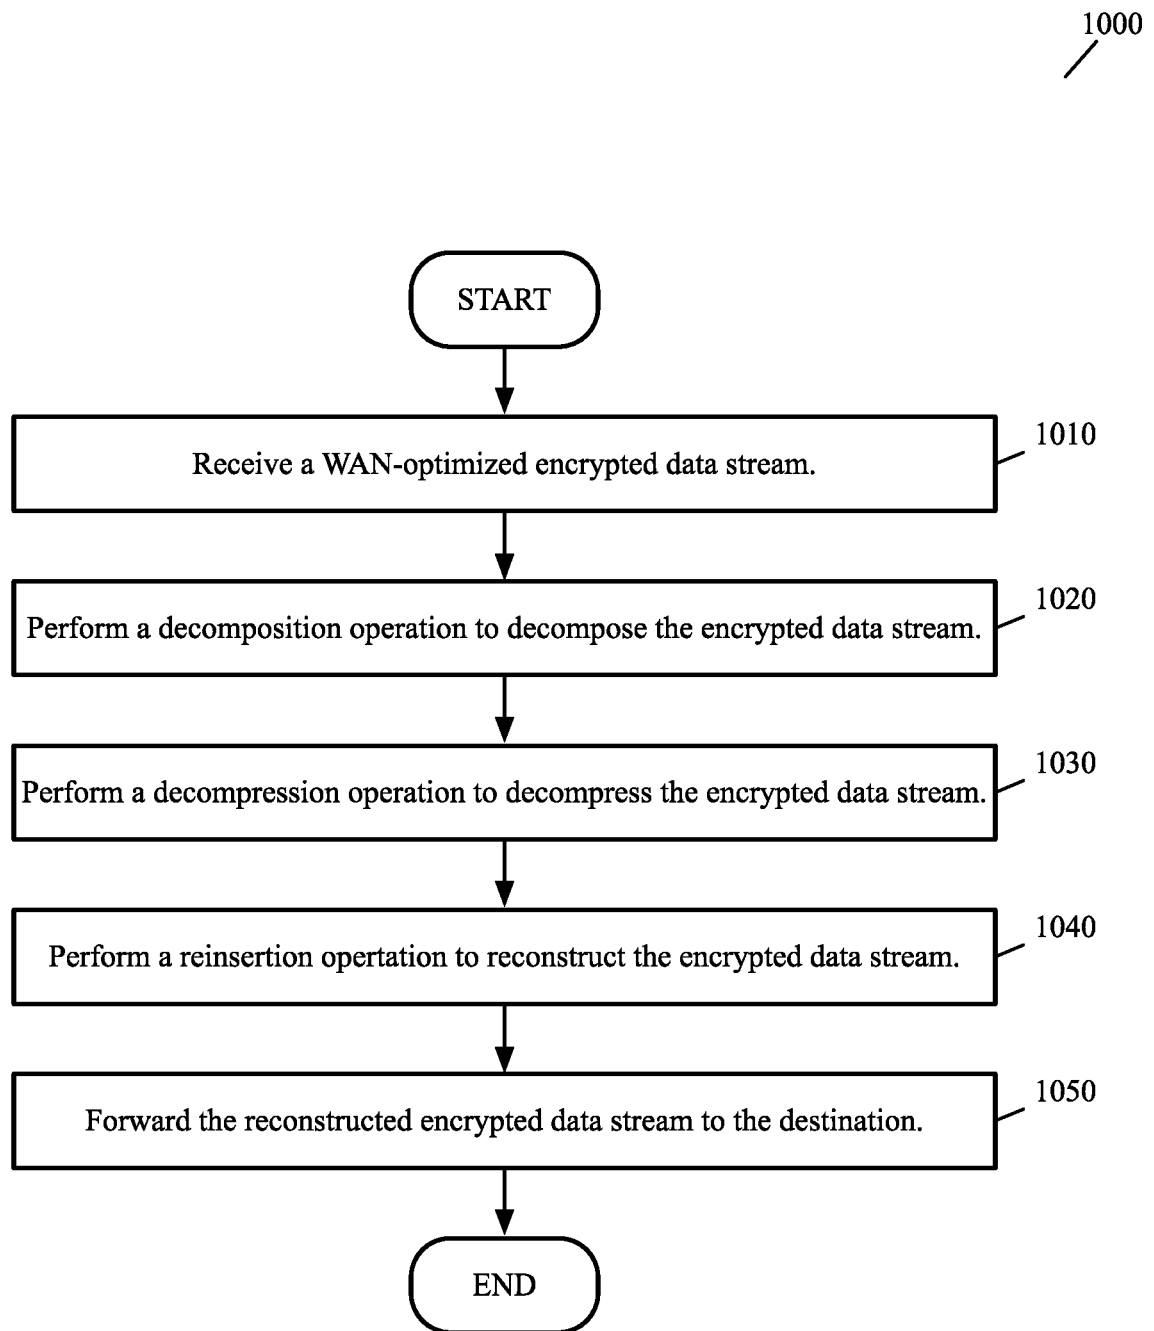 1000
START
Receive a WAN-optimized encrypted data stream.
1010
Perform a decomposition operation to decompose the encrypted data stream.
1020
Perform a decompression operation to decompress the encrypted data stream.
1030
Perform a reinsertion opertation to reconstruct the encrypted data stream.
1040
Forward the reconstructed encrypted data stream to the destination.
1050
END